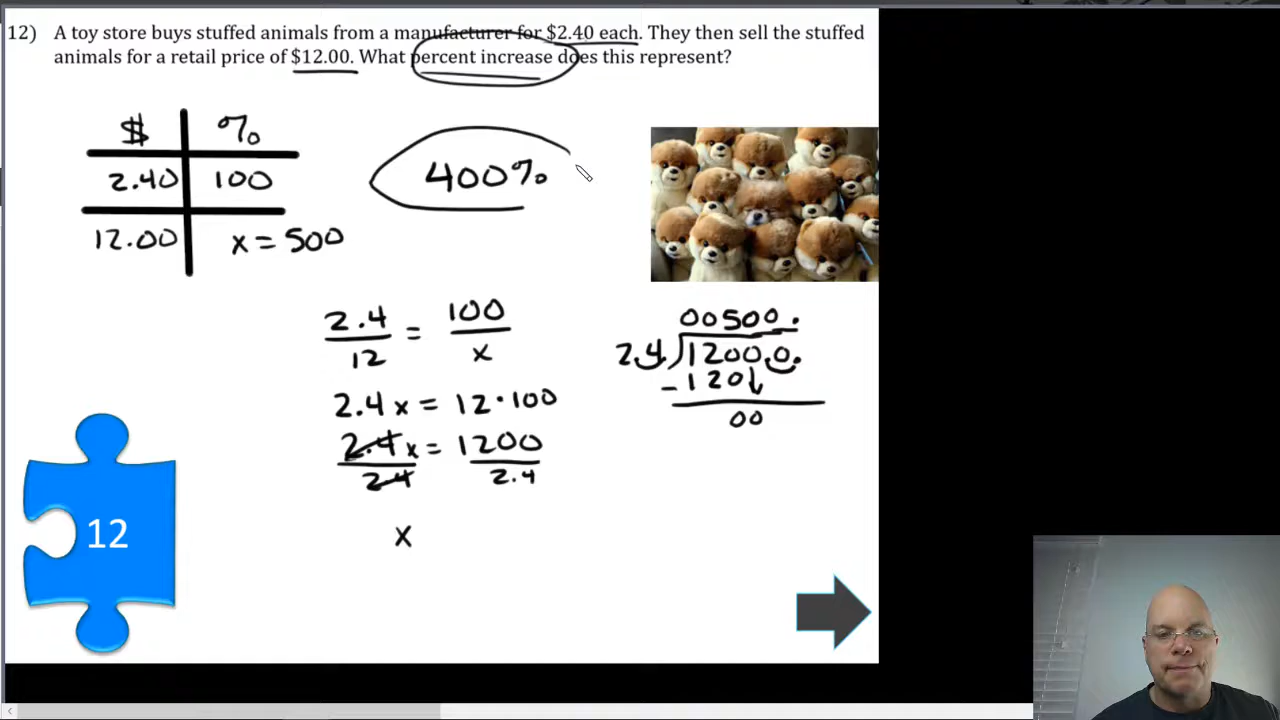 12) A toy store buys stuffed animals from a manufacturer for $2.40 each. They then sell the stuffed
animals for a retail price of $12.00. What percent increase does this represent?
$ %
2.40 100
12.00 x = 500
400%
2.4/12 = 100/x
2.4x = 12·100
2.4x/2.4 = 1200/2.4
x
00500.
2.4 12000.
-120
00
12